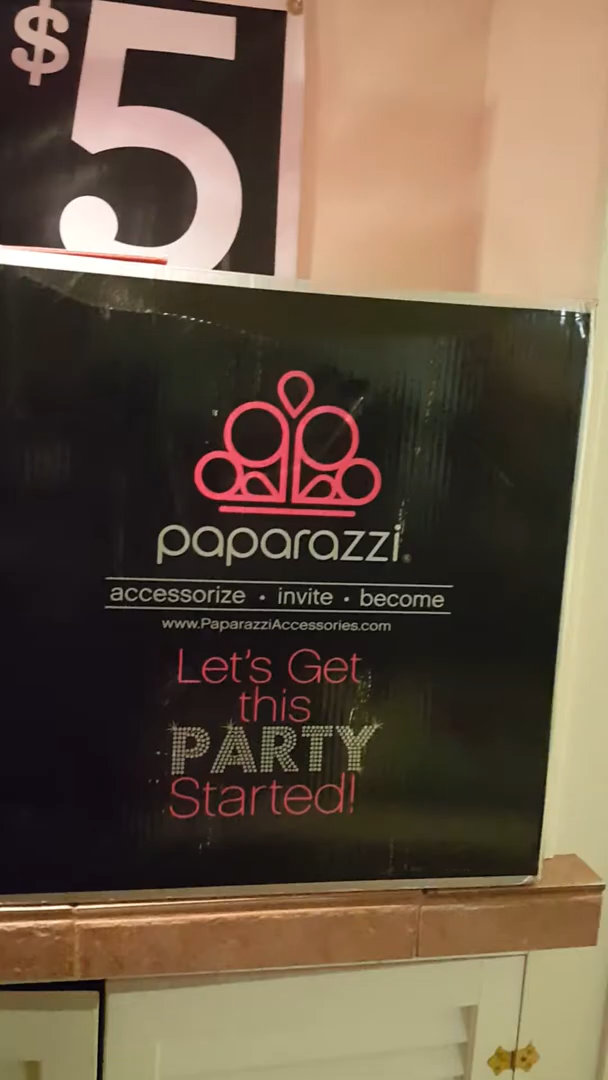 $5
paparazzi®
accessorize • invite • become
www.PaparazziAccessories.com
Let's Get
this
PARTY
Started!